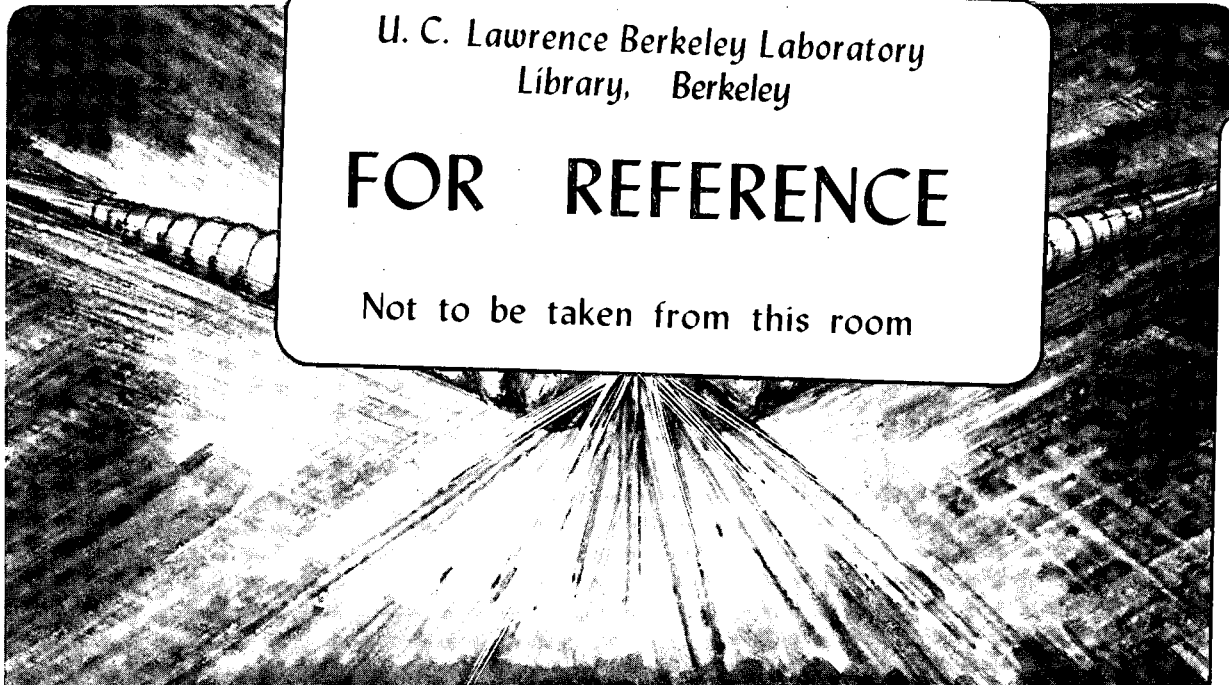 U. C. Lawrence Berkeley Laboratory
Library, Berkeley
FOR REFERENCE
Not to be taken from this room